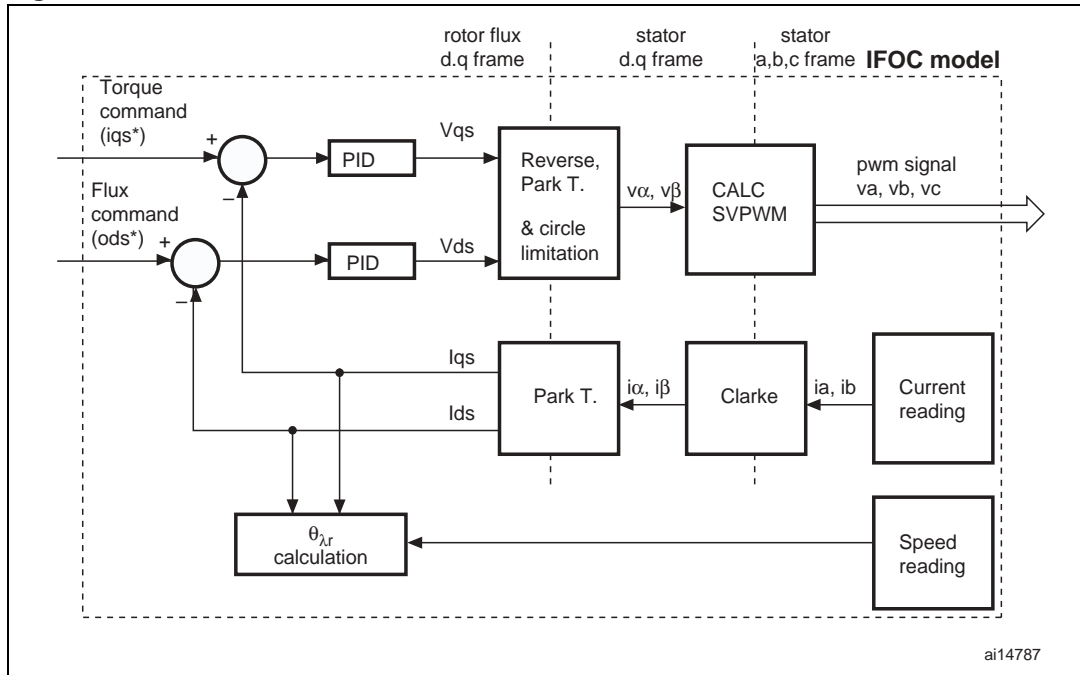 rotor flux
d.q frame
stator
d.q frame
stator
a,b,c frame
IFOC model
Torque
command
(iqs*)
+
−
PID
Vqs
Reverse,
Park T.
& circle
limitation
vα, vβ
CALC
SVPWM
pwm signal
va, vb, vc
Flux
command
(ods*)
+
−
PID
Vds
Iqs
Ids
Park T.
iα, iβ
Clarke
ia, ib
Current
reading
θλr
calculation
Speed
reading
ai14787